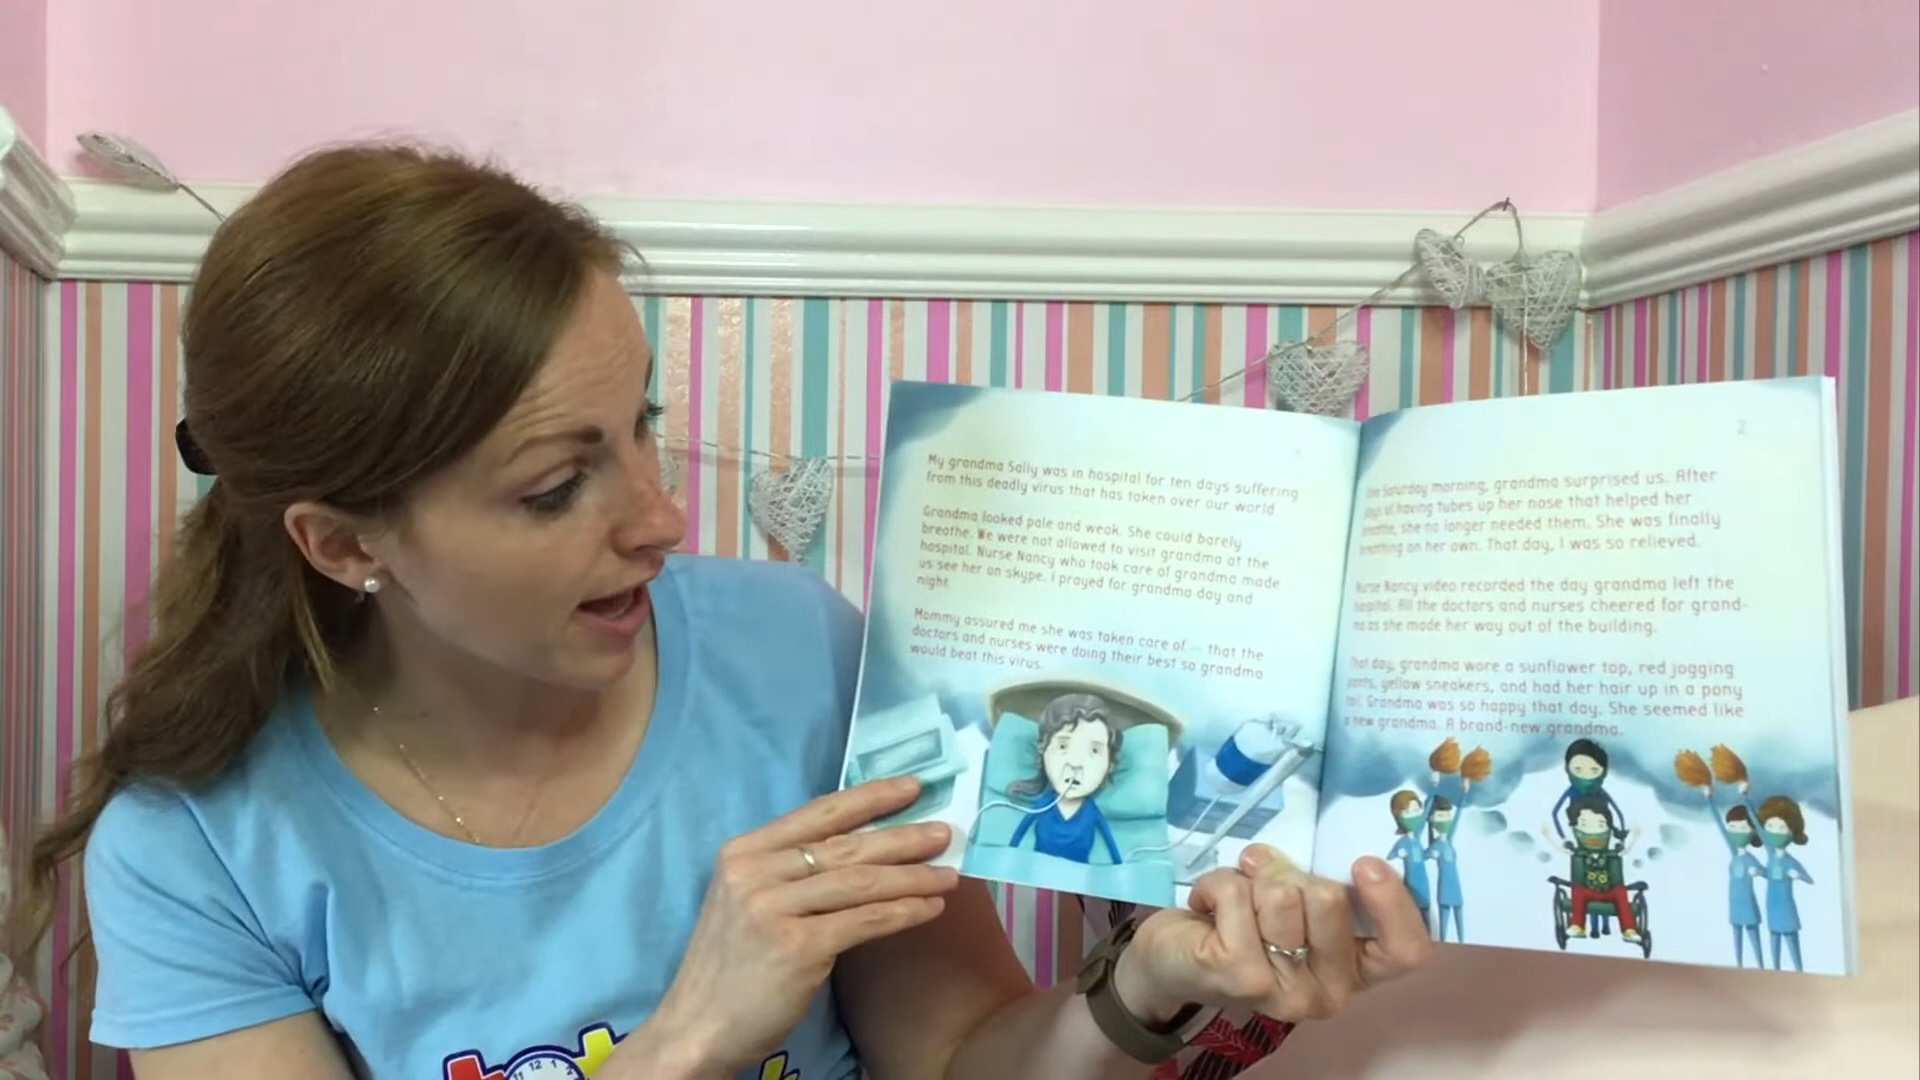 My grandma Sally was in hospital for ten days suffering
from this deadly virus that has taken over our world.
Grandma looked pale and weak. She could barely
breathe. We were not allowed to visit grandma at the
hospital. Nurse Nancy who took care of grandma made
us see her on skype. I prayed for grandma day and
night.
Mommy assured me she was taken care of -- that the
doctors and nurses were doing their best so grandma
would beat this virus.
2
One Saturday morning, grandma surprised us. After
days of having tubes up her nose that helped her
breathe, she no longer needed them. She was finally
breathing on her own. That day, I was so relieved.
Nurse Nancy video recorded the day grandma left the
hospital. All the doctors and nurses cheered for grand-
ma as she made her way out of the building.
That day, grandma wore a sunflower top, red jogging
pants, yellow sneakers, and had her hair up in a pony
tail. Grandma was so happy that day. She seemed like
a new grandma. A brand-new grandma.
11 12 1 2